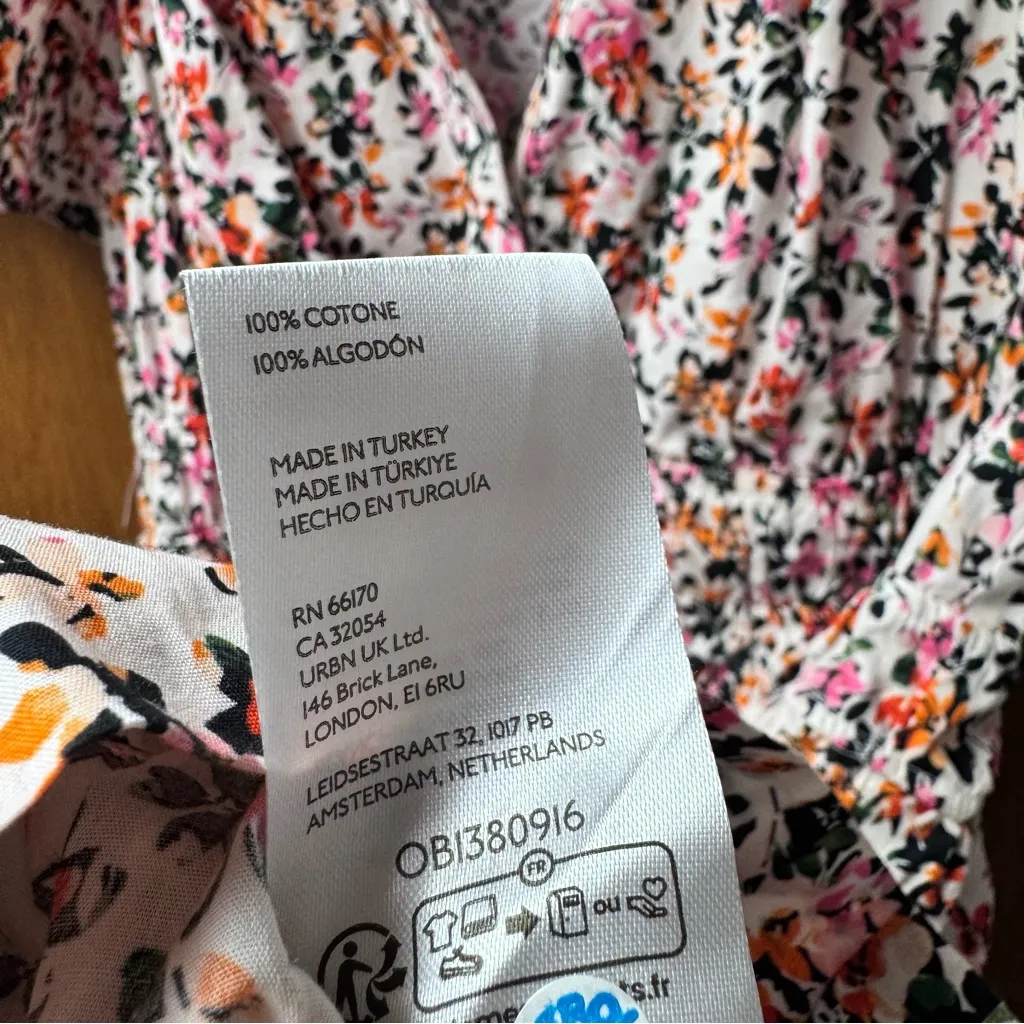 100% COTONE
100% ALGODÓN
MADE IN TURKEY
MADE IN TÜRKIYE
HECHO EN TURQUÍA
RN 66170
CA 32054
URBN UK Ltd.
146 Brick Lane,
LONDON, E1 6RU
LEIDSESTRAAT 32, 1017 PB
AMSTERDAM, NETHERLANDS
OB1380916
FR
ou